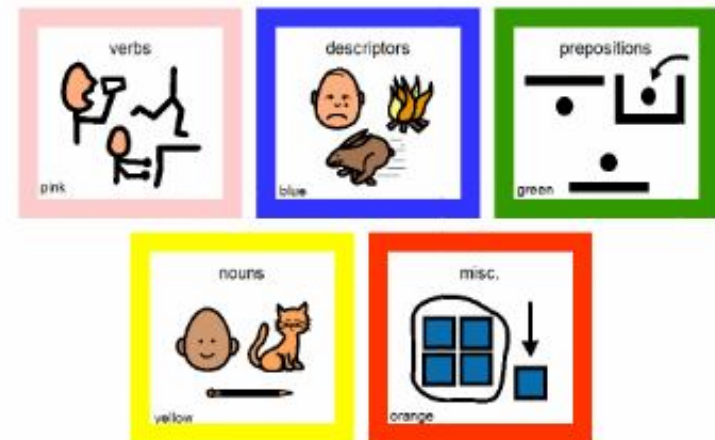 verbs
pink
descriptors
blue
prepositions
green
nouns
yellow
misc.
orange